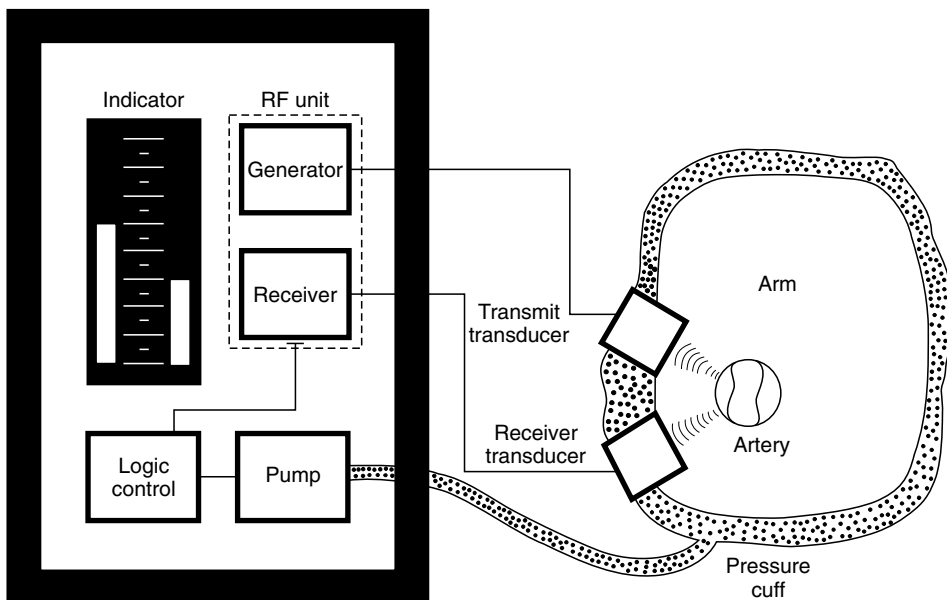 Indicator
RF unit
Generator
Receiver
Logic
control
Pump
Transmit
transducer
Receiver
transducer
Arm
Artery
Pressure
cuff